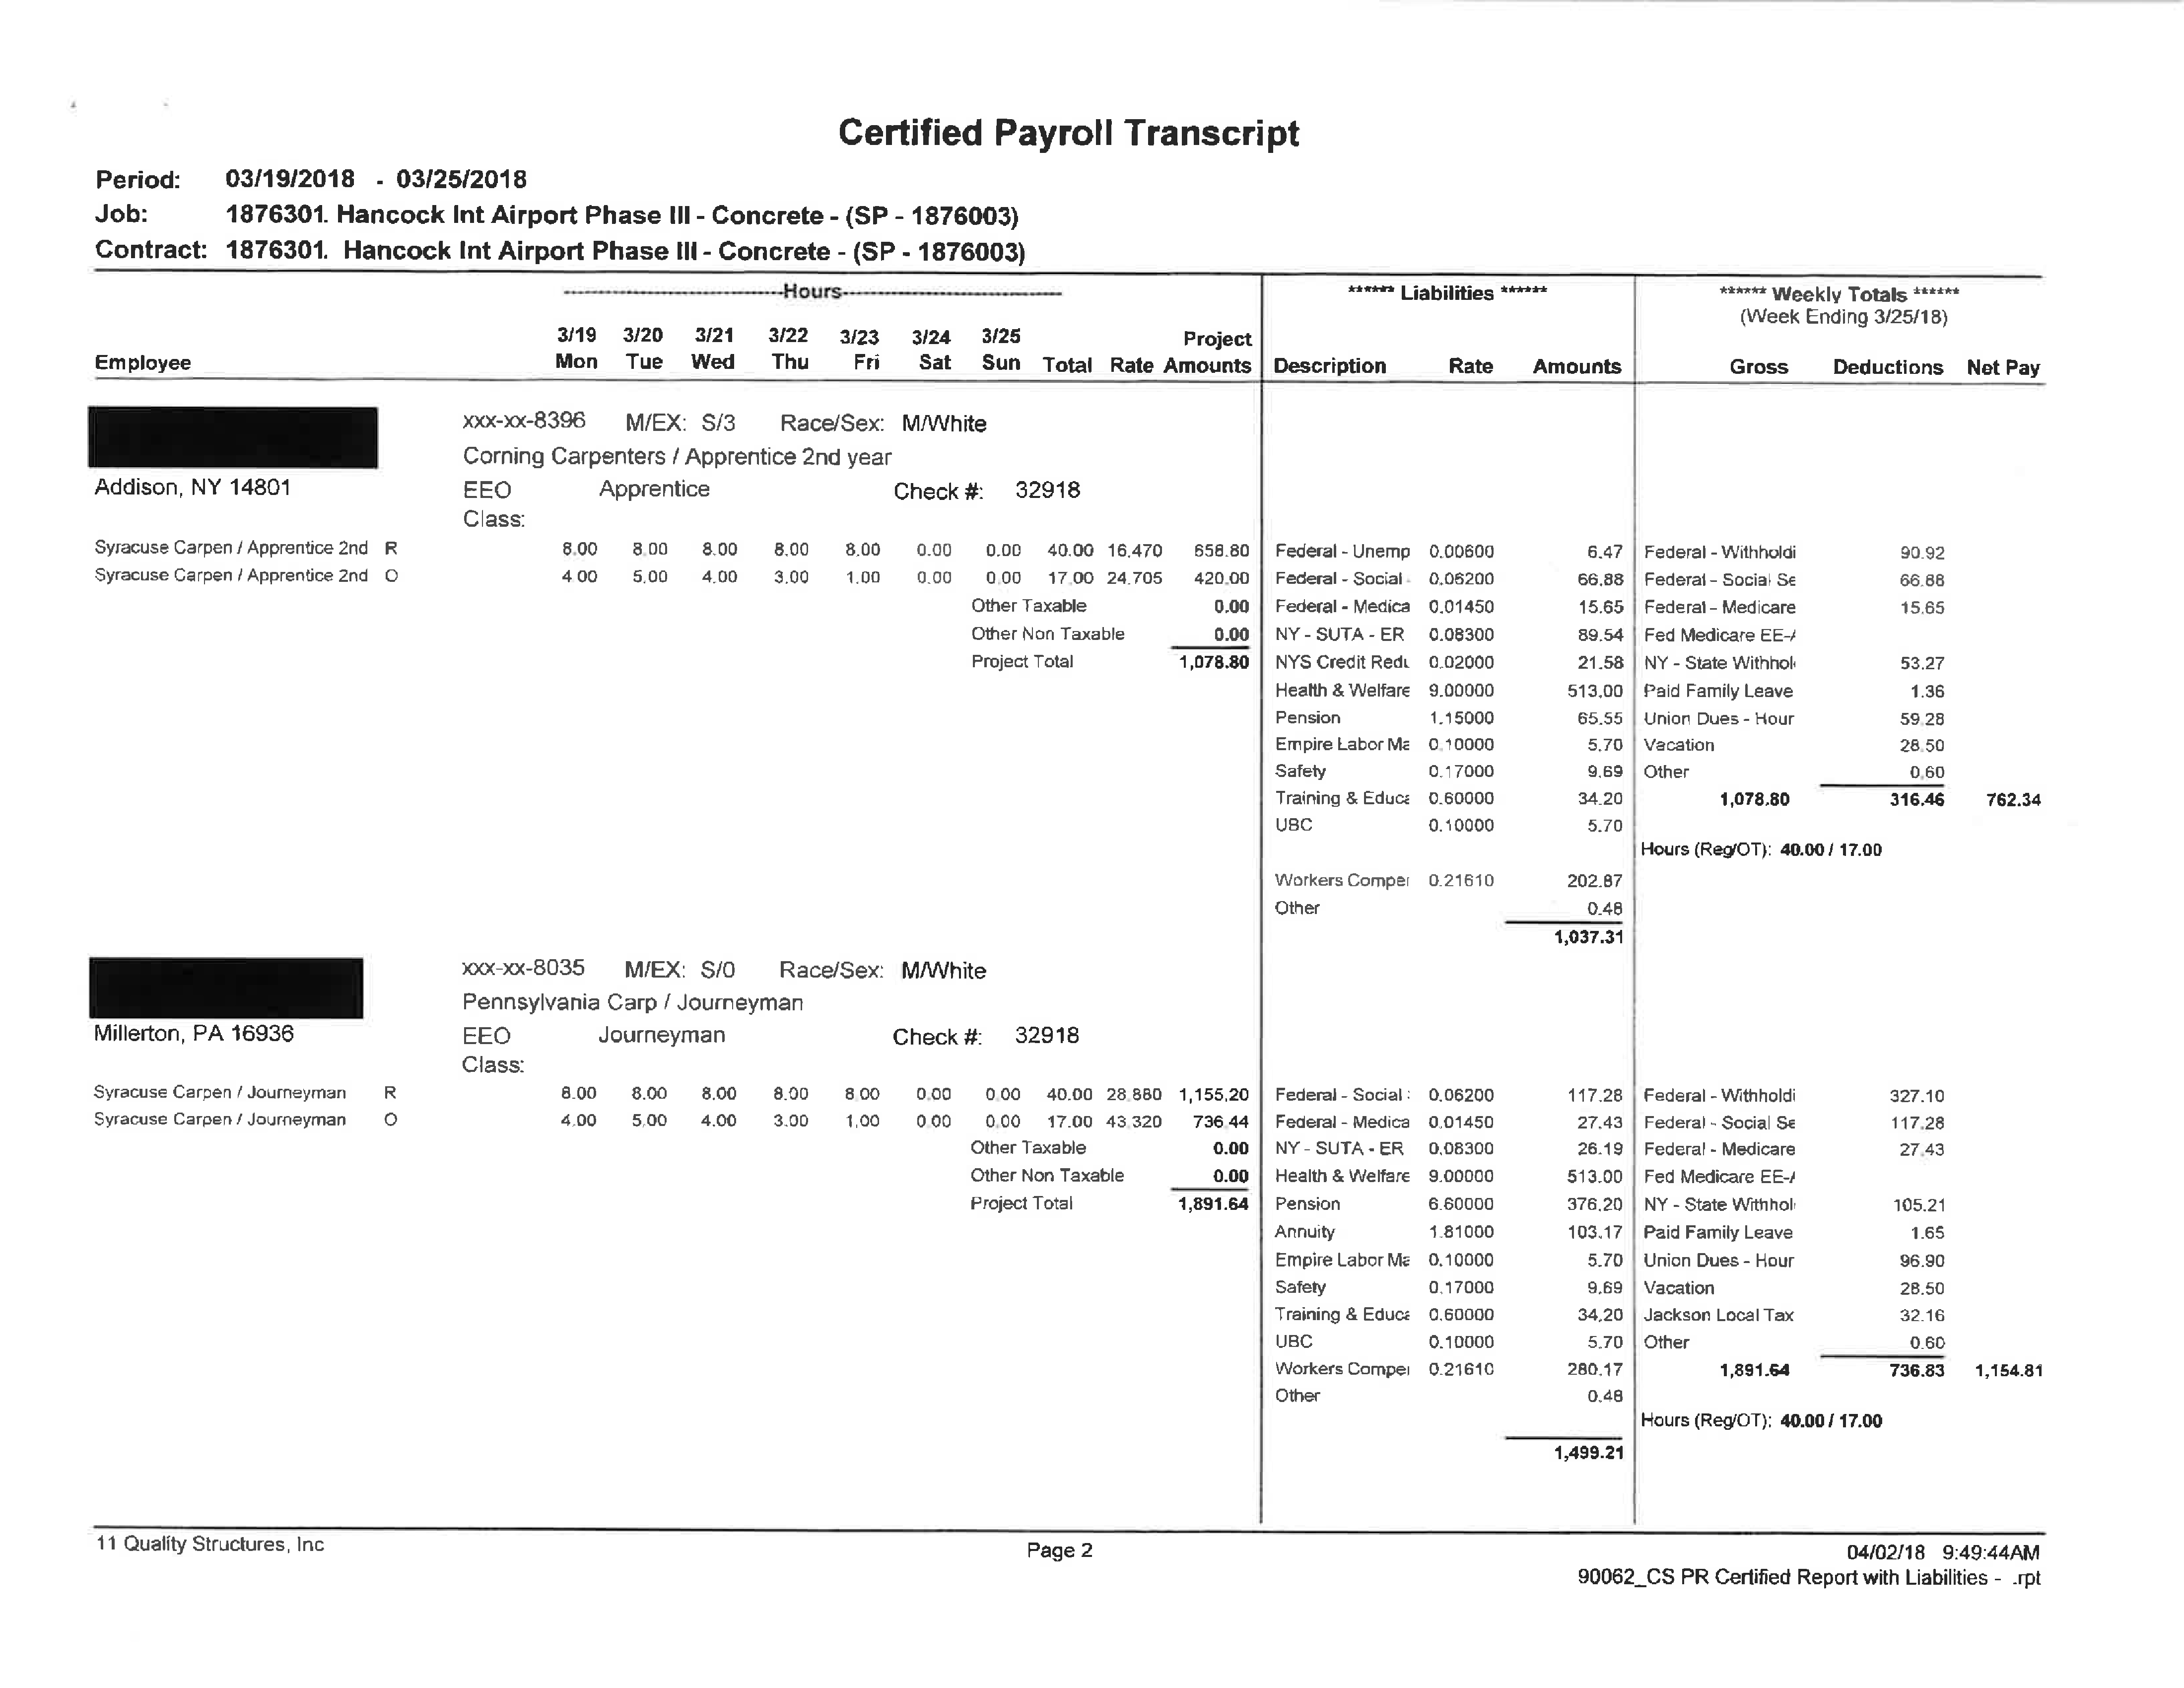 Certified Payroll Transcript
Period: 03/19/2018 - 03/25/2018
Job: 1876301. Hancock Int Airport Phase III - Concrete - (SP - 1876003)
Contract: 1876301. Hancock Int Airport Phase III - Concrete - (SP - 1876003)
------Hours------ ****** Liabilities ****** ****** Weekly Totals ******
(Week Ending 3/25/18)
3/19 3/20 3/21 3/22 3/23 3/24 3/25 Project
Employee Mon Tue Wed Thu Fri Sat Sun Total Rate Amounts Description Rate Amounts Gross Deductions Net Pay
xxx-xx-8396 M/EX: S/3 Race/Sex: M/White
Corning Carpenters / Apprentice 2nd year
Addison, NY 14801 EEO Apprentice Check #: 32918
Class:
Syracuse Carpen / Apprentice 2nd R 8.00 8.00 8.00 8.00 8.00 0.00 0.00 40.00 16.470 658.80 Federal - Unemp 0.00600 6.47 Federal - Withholdi 90.92
Syracuse Carpen / Apprentice 2nd O 4.00 5.00 4.00 3.00 1.00 0.00 0.00 17.00 24.705 420.00 Federal - Social - 0.06200 66.88 Federal - Social Se 66.88
Other Taxable 0.00 Federal - Medica 0.01450 15.65 Federal - Medicare 15.65
Other Non Taxable 0.00 NY - SUTA - ER 0.08300 89.54 Fed Medicare EE-/
Project Total 1,078.80 NYS Credit Redu 0.02000 21.58 NY - State Withhol 53.27
Health & Welfare 9.00000 513.00 Paid Family Leave 1.36
Pension 1.15000 65.55 Union Dues - Hour 59.28
Empire Labor Ma 0.10000 5.70 Vacation 28.50
Safety 0.17000 9.69 Other 0.60
Training & Educa 0.60000 34.20 1,078.80 316.46 762.34
UBC 0.10000 5.70
Hours (Reg/OT): 40.00 / 17.00
Workers Compe 0.21610 202.87
Other 0.48
1,037.31
xxx-xx-8035 M/EX: S/0 Race/Sex: M/White
Pennsylvania Carp / Journeyman
Millerton, PA 16936 EEO Journeyman Check #: 32918
Class:
Syracuse Carpen / Journeyman R 8.00 8.00 8.00 8.00 8.00 0.00 0.00 40.00 28.880 1,155.20 Federal - Social : 0.06200 117.28 Federal - Withholdi 327.10
Syracuse Carpen / Journeyman O 4.00 5.00 4.00 3.00 1.00 0.00 0.00 17.00 43.320 736.44 Federal - Medica 0.01450 27.43 Federal - Social Se 117.28
Other Taxable 0.00 NY - SUTA - ER 0.08300 26.19 Federal - Medicare 27.43
Other Non Taxable 0.00 Health & Welfare 9.00000 513.00 Fed Medicare EE-/
Project Total 1,891.64 Pension 6.60000 376.20 NY - State Withhol 105.21
Annuity 1.81000 103.17 Paid Family Leave 1.65
Empire Labor Ma 0.10000 5.70 Union Dues - Hour 96.90
Safety 0.17000 9.69 Vacation 28.50
Training & Educa 0.60000 34.20 Jackson Local Tax 32.16
UBC 0.10000 5.70 Other 0.60
Workers Compe 0.21610 280.17 1,891.64 736.83 1,154.81
Other 0.48
Hours (Reg/OT): 40.00 / 17.00
1,499.21
11 Quality Structures, Inc Page 2 04/02/18 9:49:44AM
90062_CS PR Certified Report with Liabilities - .rpt